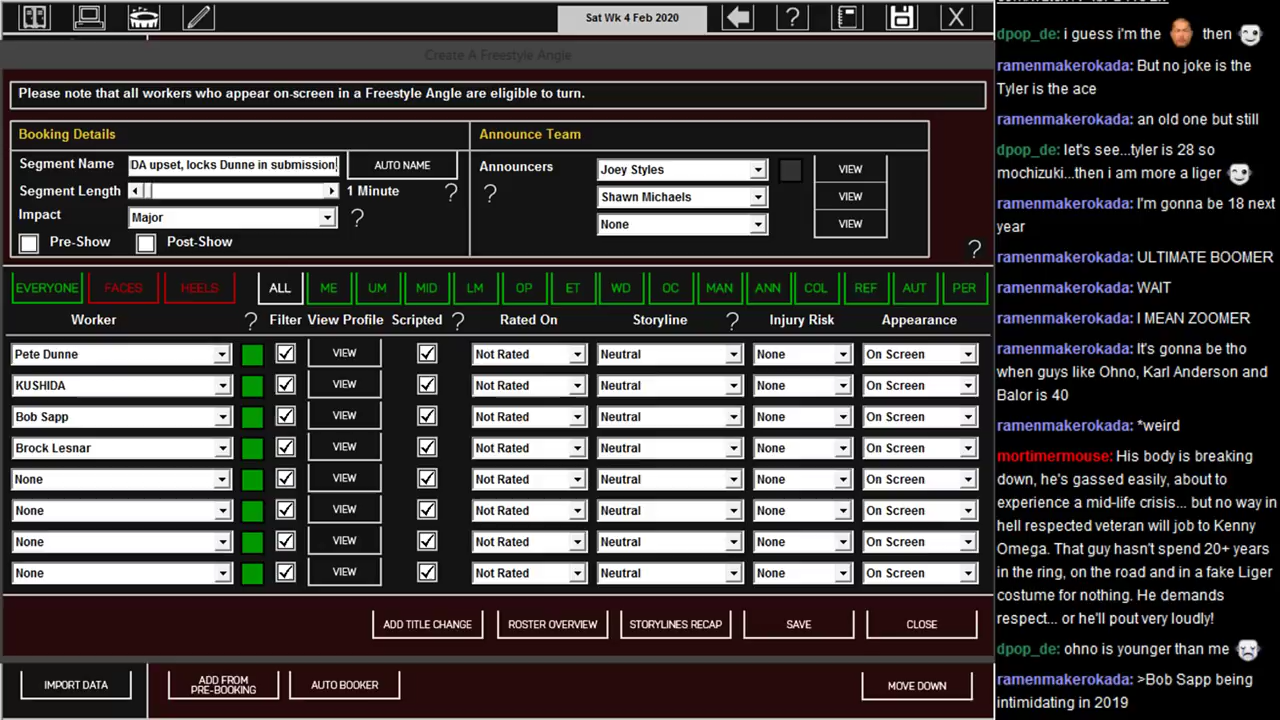 Sat Wk 4 Feb 2020
?
X
Create A Freestyle Angle
Please note that all workers who appear on-screen in a Freestyle Angle are eligible to turn.
Booking Details
Announce Team
Segment Name
DA upset, locks Dunne in submission
AUTO NAME
Announcers
Joey Styles
VIEW
Segment Length
1 Minute
?
?
Shawn Michaels
VIEW
Impact
Major
?
None
VIEW
Pre-Show
Post-Show
?
EVERYONE
FACES
HEELS
ALL
ME
UM
MID
LM
OP
ET
WD
OC
MAN
ANN
COL
REF
AUT
PER
Worker
?
Filter
View Profile
Scripted
?
Rated On
Storyline
?
Injury Risk
Appearance
Pete Dunne
VIEW
Not Rated
Neutral
None
On Screen
KUSHIDA
VIEW
Not Rated
Neutral
None
On Screen
Bob Sapp
VIEW
Not Rated
Neutral
None
On Screen
Brock Lesnar
VIEW
Not Rated
Neutral
None
On Screen
None
VIEW
Not Rated
Neutral
None
On Screen
None
VIEW
Not Rated
Neutral
None
On Screen
None
VIEW
Not Rated
Neutral
None
On Screen
None
VIEW
Not Rated
Neutral
None
On Screen
ADD TITLE CHANGE
ROSTER OVERVIEW
STORYLINES RECAP
SAVE
CLOSE
IMPORT DATA
ADD FROM
PRE-BOOKING
AUTO BOOKER
MOVE DOWN
dpop_de: i guess i'm the then
ramenmakerokada: But no joke is the
Tyler is the ace
ramenmakerokada: an old one but still
dpop_de: let's see...tyler is 28 so
mochizuki...then i am more a liger
ramenmakerokada: I'm gonna be 18 next
year
ramenmakerokada: ULTIMATE BOOMER
ramenmakerokada: WAIT
ramenmakerokada: I MEAN ZOOMER
ramenmakerokada: It's gonna be tho
when guys like Ohno, Karl Anderson and
Balor is 40
ramenmakerokada: *weird
mortimermouse: His body is breaking
down, he's gassed easily, about to
experience a mid-life crisis... but no way in
hell respected veteran will job to Kenny
Omega. That guy hasn't spend 20+ years
in the ring, on the road and in a fake Liger
costume for nothing. He demands
respect... or he'll pout very loudly!
dpop_de: ohno is younger than me
ramenmakerokada: >Bob Sapp being
intimidating in 2019